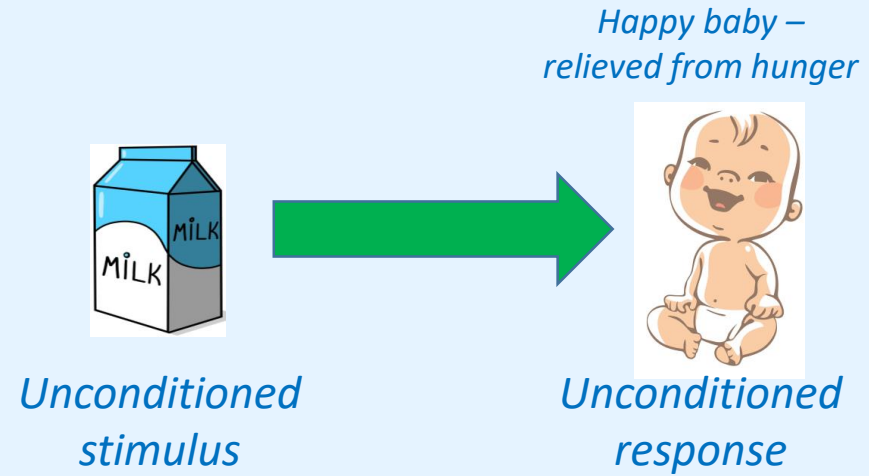 Happy baby –
relieved from hunger
MiLK
MiLK
Unconditioned
stimulus
Unconditioned
response